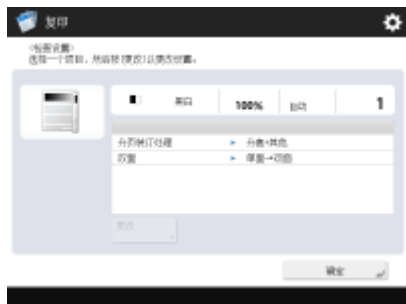 复印
<检查设置>
选择一个项目，然后按[更改]以更改设置。
黑白 100% 自动 1
分页装订处理 ▶ 分套+其他
双面 ▶ 单面→双面
更改
确定